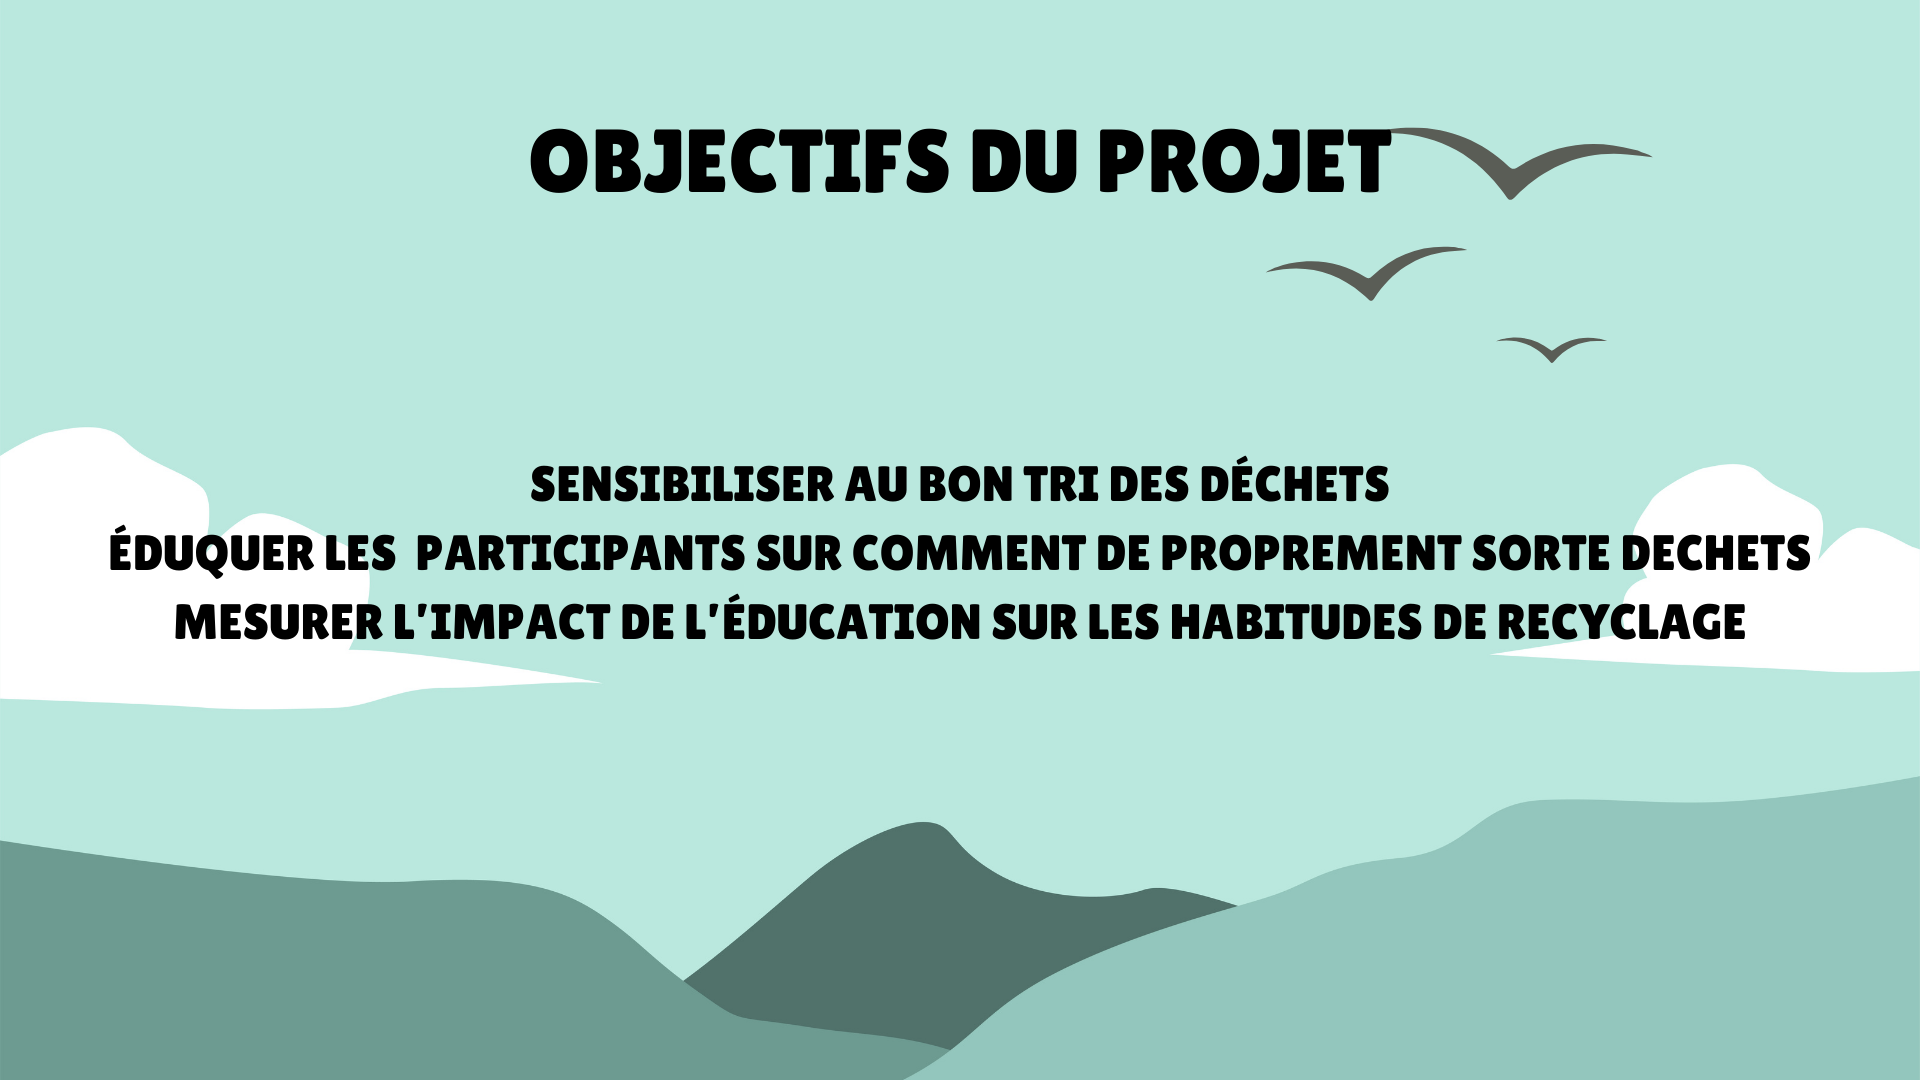 OBJECTIFS DU PROJET
SENSIBILISER AU BON TRI DES DÉCHETS
ÉDUQUER LES PARTICIPANTS SUR COMMENT DE PROPREMENT SORTE DECHETS
MESURER L'IMPACT DE L'ÉDUCATION SUR LES HABITUDES DE RECYCLAGE